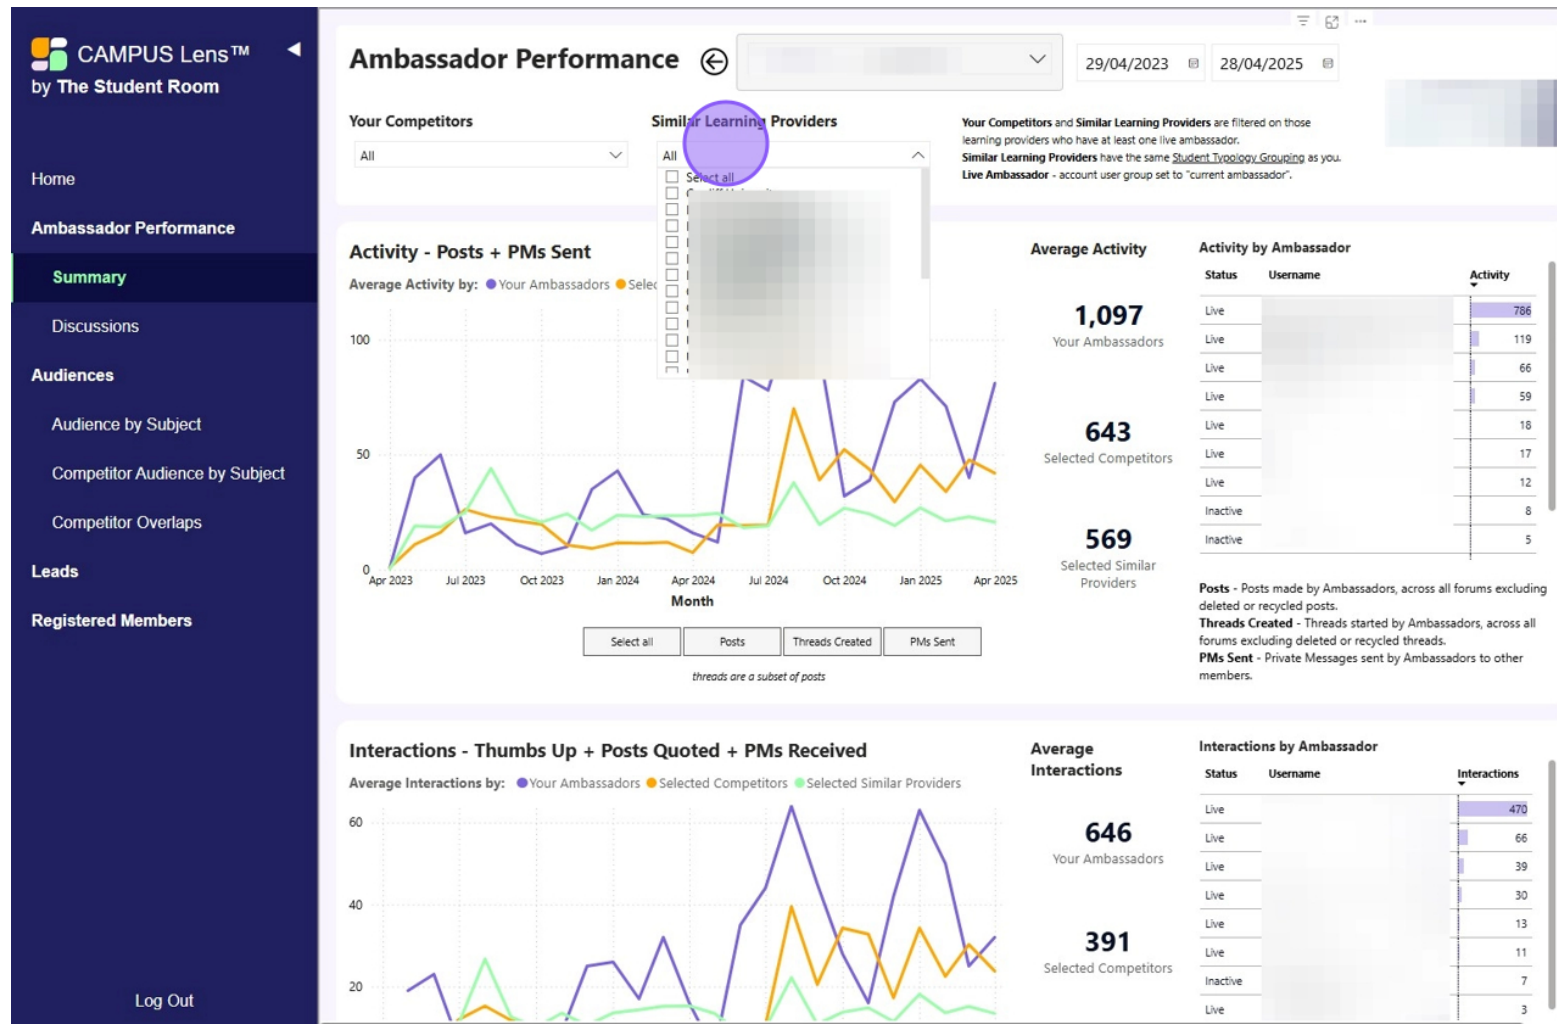 CAMPUS Lens™
by The Student Room
Home
Ambassador Performance
Summary
Discussions
Audiences
Audience by Subject
Competitor Audience by Subject
Competitor Overlaps
Leads
Registered Members
Log Out
Ambassador Performance
29/04/2023
28/04/2025
Your Competitors
All
Similar Learning Providers
All
Select all
Your Competitors and Similar Learning Providers are filtered on those
learning providers who have at least one live ambassador.
Similar Learning Providers have the same Student Typology Grouping as you.
Live Ambassador - account user group set to "current ambassador".
Activity - Posts + PMs Sent
Average Activity by: Your Ambassadors Selec
100
50
0
Apr 2023 Jul 2023 Oct 2023 Jan 2024 Apr 2024 Jul 2024 Oct 2024 Jan 2025 Apr 2025
Month
Select all Posts Threads Created PMs Sent
threads are a subset of posts
Average Activity
1,097
Your Ambassadors
643
Selected Competitors
569
Selected Similar
Providers
Activity by Ambassador
Status Username Activity
Live 786
Live 119
Live 66
Live 59
Live 18
Live 17
Live 12
Inactive 8
Inactive 5
Posts - Posts made by Ambassadors, across all forums excluding
deleted or recycled posts.
Threads Created - Threads started by Ambassadors, across all
forums excluding deleted or recycled threads.
PMs Sent - Private Messages sent by Ambassadors to other
members.
Interactions - Thumbs Up + Posts Quoted + PMs Received
Average Interactions by: Your Ambassadors Selected Competitors Selected Similar Providers
60
40
20
Average
Interactions
646
Your Ambassadors
391
Selected Competitors
Interactions by Ambassador
Status Username Interactions
Live 470
Live 66
Live 39
Live 30
Live 13
Live 11
Inactive 7
Live 3